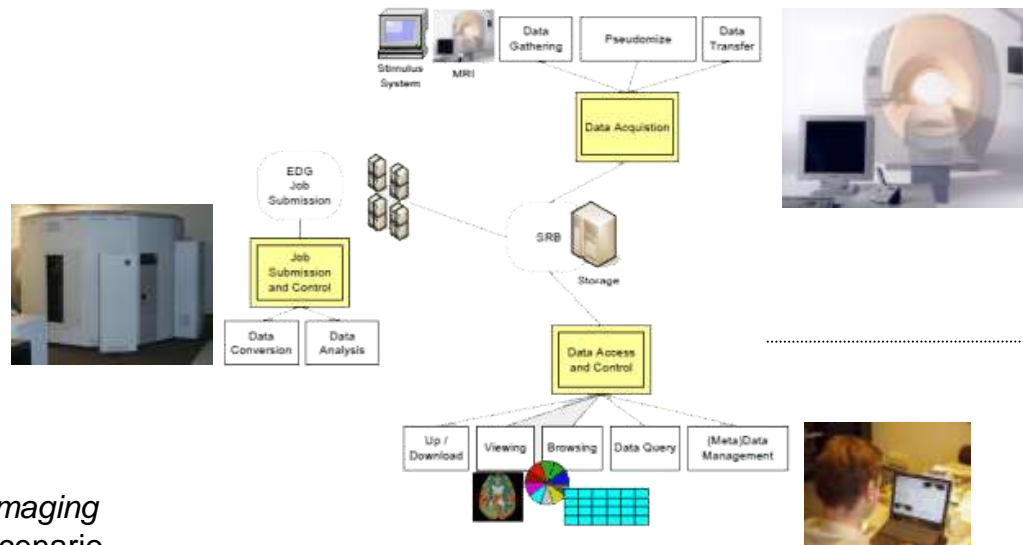 Data
Gathering
Pseudomize
Data
Transfer
Stimulus
System
MRI
Data Acquistion
EDG
Job
Submission
SRB
Storage
Job
Submission
and Control
Data
Conversion
Data
Analysis
Data Access
and Control
Up /
Download
Viewing
Browsing
Data Query
(Meta)Data
Management
maging
cenario